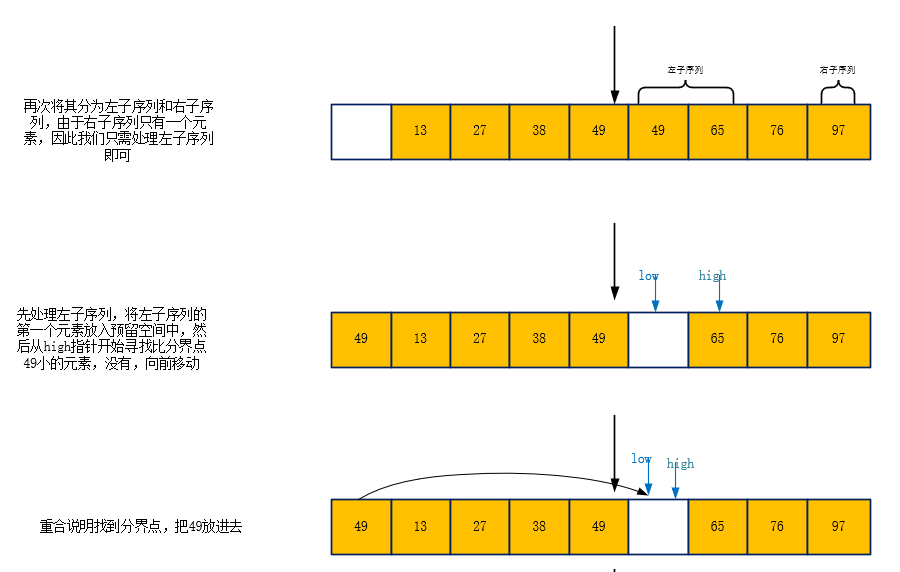 左子序列 右子序列
再次将其分为左子序列和右子序
列，由于右子序列只有一个元
素，因此我们只需处理左子序列
即可
13 27 38 49 49 65 76 97
low high
先处理左子序列，将左子序列的
第一个元素放入预留空间中，然
后从high指针开始寻找比分界点
49小的元素，没有，向前移动
49 13 27 38 49 65 76 97
low high
重合说明找到分界点，把49放进去
49 13 27 38 49 65 76 97